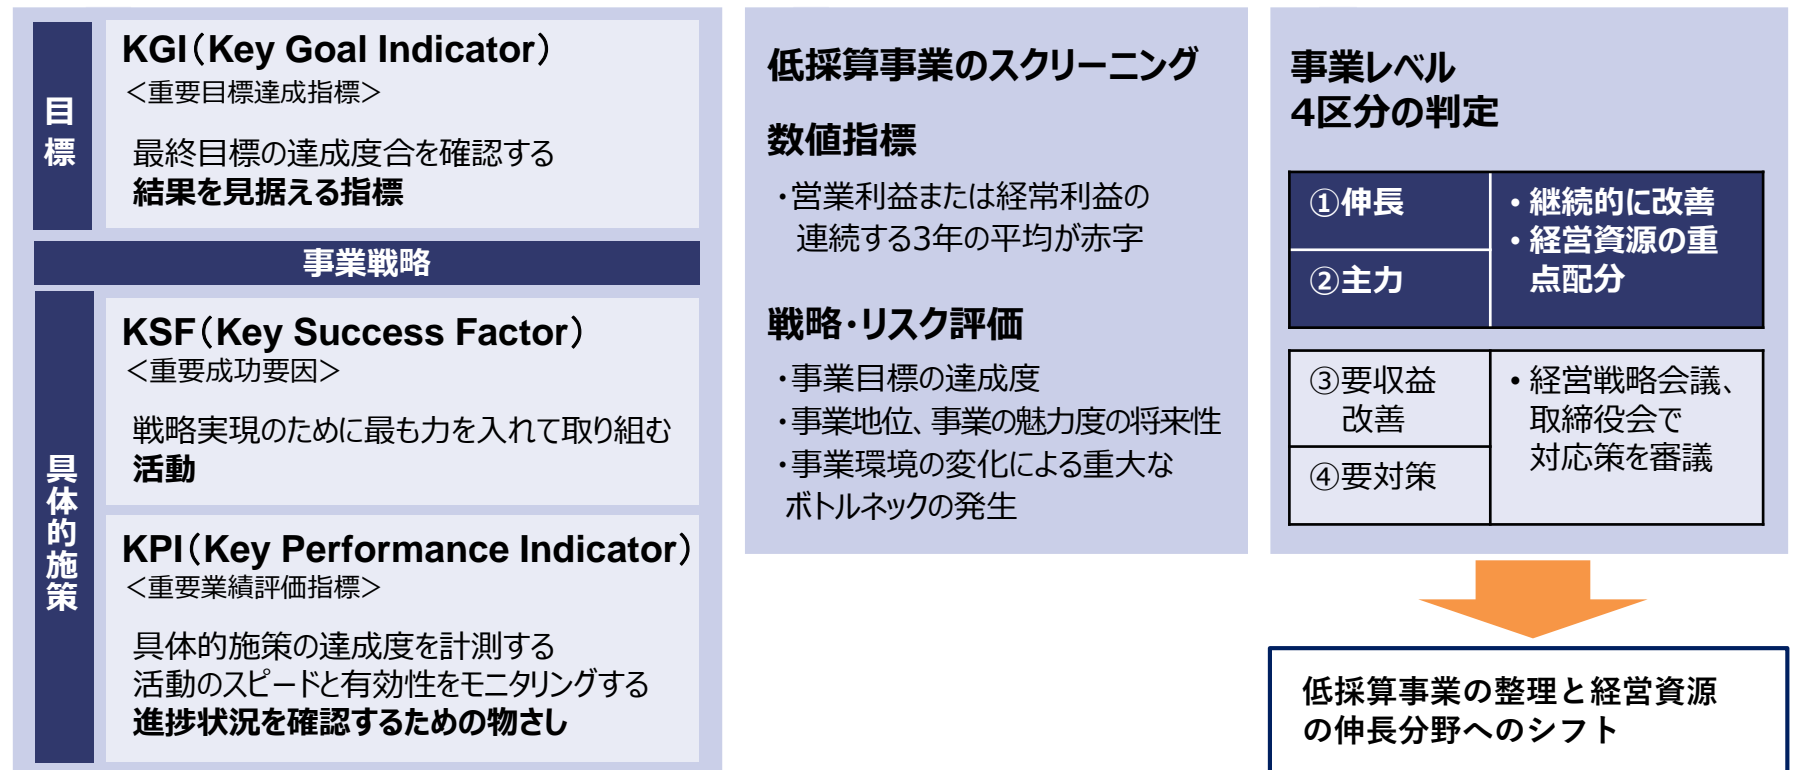 目標
KGI(Key Goal Indicator)
<重要目標達成指標>
最終目標の達成度合を確認する
結果を見据える指標
事業戦略
具体的施策
KSF(Key Success Factor)
<重要成功要因>
戦略実現のために最も力を入れて取り組む
活動
KPI(Key Performance Indicator)
<重要業績評価指標>
具体的施策の達成度を計測する
活動のスピードと有効性をモニタリングする
進捗状況を確認するための物さし
低採算事業のスクリーニング
数値指標
・営業利益または経常利益の
連続する3年の平均が赤字
戦略・リスク評価
・事業目標の達成度
・事業地位、事業の魅力度の将来性
・事業環境の変化による重大な
ボトルネックの発生
事業レベル
4区分の判定
①伸長
②主力
・継続的に改善
・経営資源の重
点配分
③要収益
改善
④要対策
・経営戦略会議、
取締役会で
対応策を審議
低採算事業の整理と経営資源
の伸長分野へのシフト